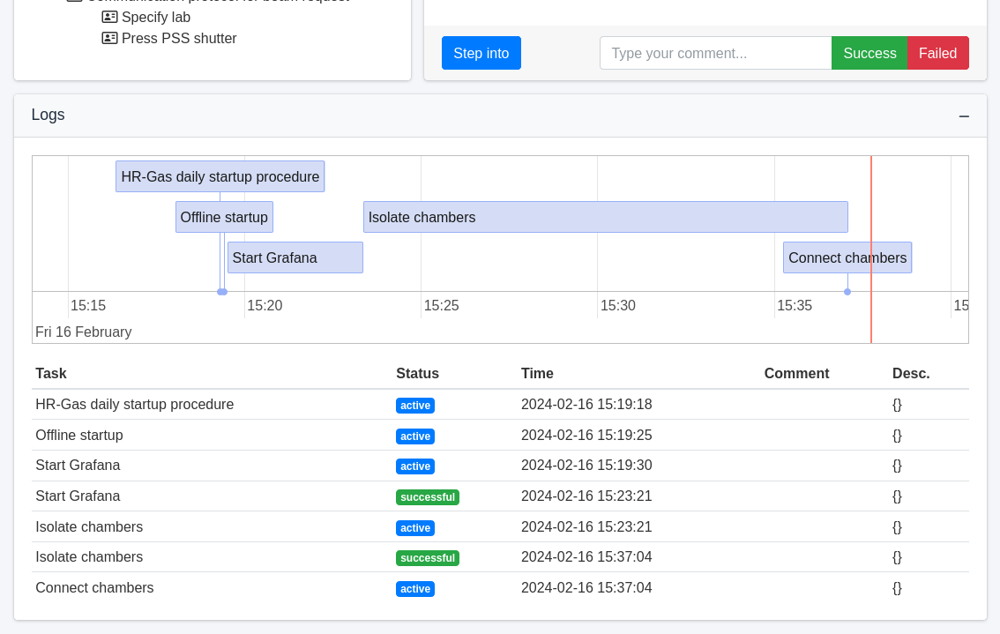 Communication protocol for beam request
Specify lab
Press PSS shutter
Step into
Type your comment...
Success
Failed
Logs
HR-Gas daily startup procedure
Offline startup
Isolate chambers
Start Grafana
Connect chambers
15:15 15:20 15:25 15:30 15:35 15
Fri 16 February
Task Status Time Comment Desc.
HR-Gas daily startup procedure active 2024-02-16 15:19:18 {}
Offline startup active 2024-02-16 15:19:25 {}
Start Grafana active 2024-02-16 15:19:30 {}
Start Grafana successful 2024-02-16 15:23:21 {}
Isolate chambers active 2024-02-16 15:23:21 {}
Isolate chambers successful 2024-02-16 15:37:04 {}
Connect chambers active 2024-02-16 15:37:04 {}